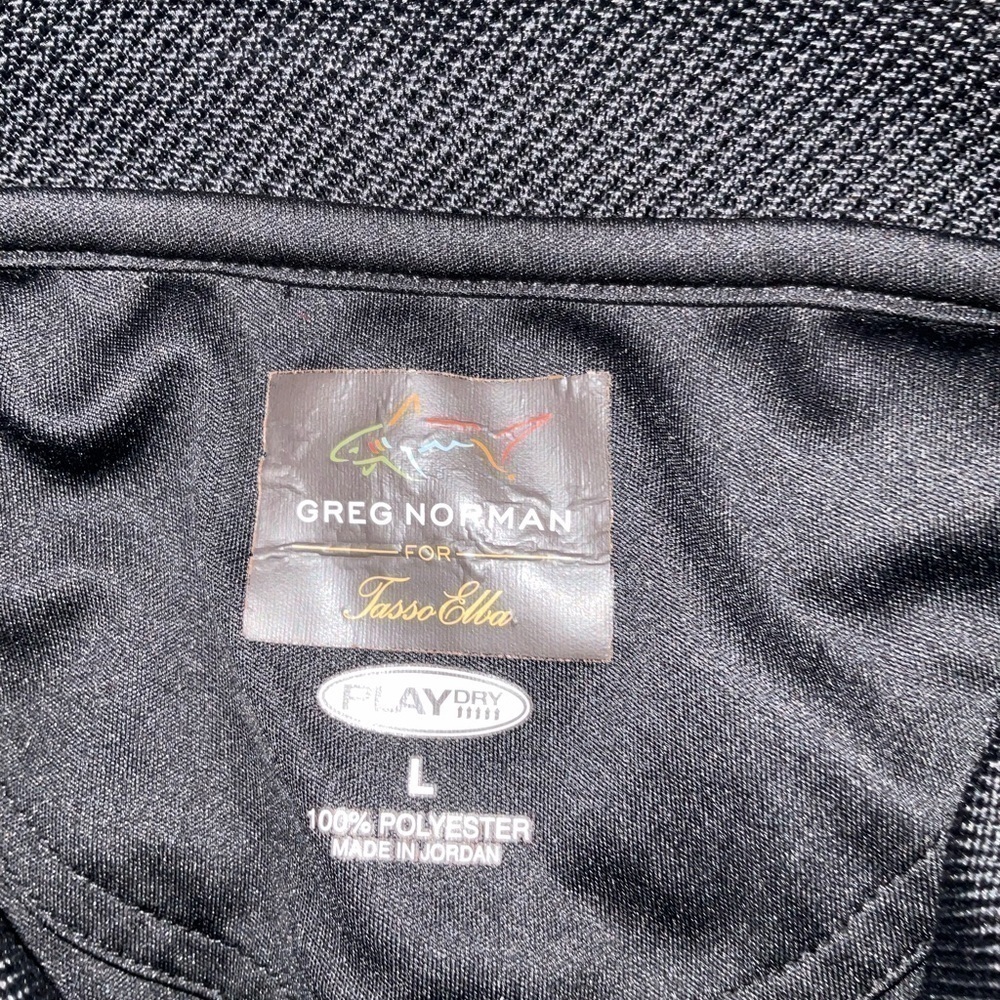 GREG NORMAN
FOR
Tasso Elba
PLAY DRY
L
100% POLYESTER
MADE IN JORDAN